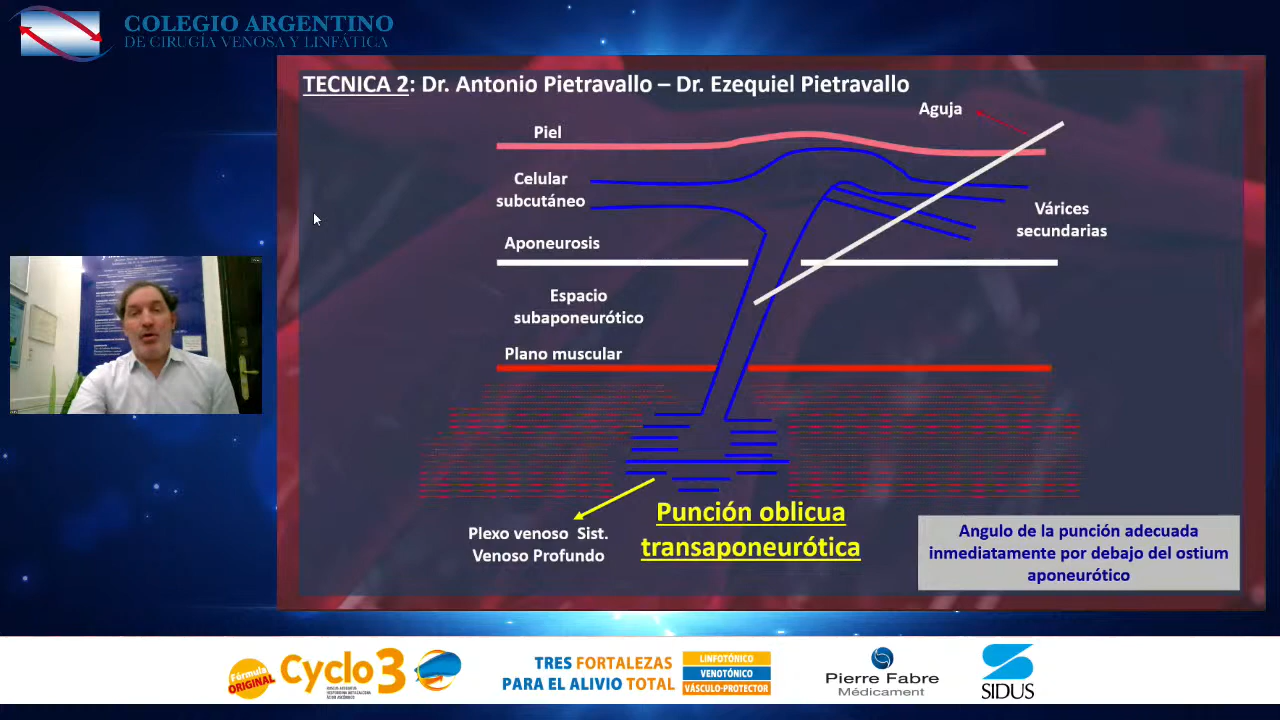 COLEGIO ARGENTINO
DE CIRUGÍA VENOSA Y LINFÁTICA
TECNICA 2: Dr. Antonio Pietravallo – Dr. Ezequiel Pietravallo
Aguja
Piel
Celular
subcutáneo
Várices
secundarias
Aponeurosis
Espacio
subaponeurótico
Plano muscular
Plexo venoso Sist.
Venoso Profundo
Punción oblicua
transaponeurótica
Angulo de la punción adecuada
inmediatamente por debajo del ostium
aponeurótico
Fórmula
ORIGINAL
Cyclo 3
TRES FORTALEZAS
PARA EL ALIVIO TOTAL
LINFOTÓNICO
VENOTÓNICO
VÁSCULO-PROTECTOR
Pierre Fabre
Médicament
SIDUS